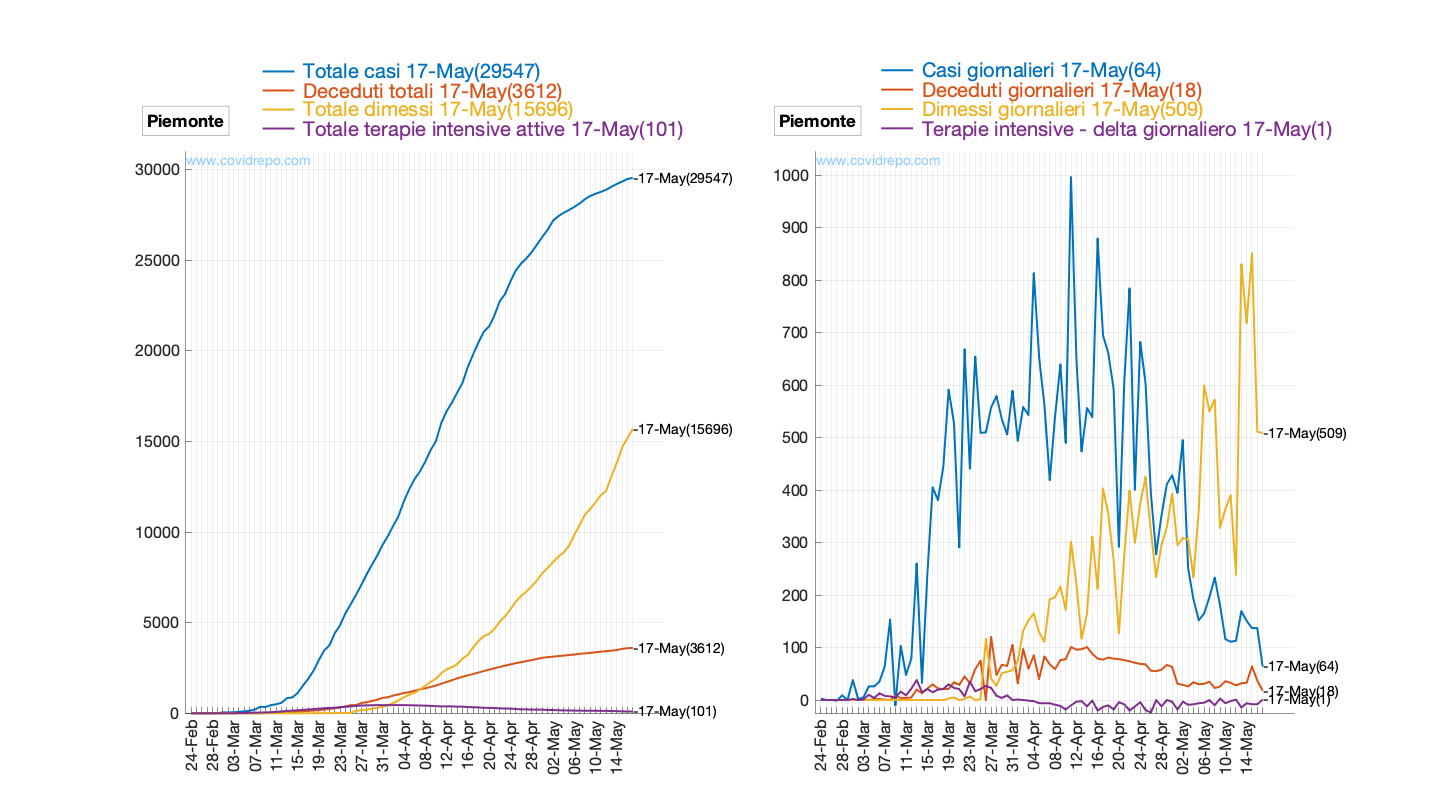 Totale casi 17-May(29547)
Deceduti totali 17-May(3612)
Totale dimessi 17-May(15696)
Totale terapie intensive attive 17-May(101)
Piemonte
www.covidrepo.com
30000
25000
20000
15000
10000
5000
0
-17-May(29547)
-17-May(15696)
-17-May(3612)
-17-May(101)
24-Feb
28-Feb
03-Mar
07-Mar
11-Mar
15-Mar
19-Mar
23-Mar
27-Mar
31-Mar
04-Apr
08-Apr
12-Apr
16-Apr
20-Apr
24-Apr
28-Apr
02-May
06-May
10-May
14-May
Casi giornalieri 17-May(64)
Deceduti giornalieri 17-May(18)
Dimessi giornalieri 17-May(509)
Terapie intensive - delta giornaliero 17-May(1)
Piemonte
www.covidrepo.com
1000
900
800
700
600
500
400
300
200
100
0
-17-May(509)
-17-May(64)
-17-May(18)
-17-May(1)
24-Feb
28-Feb
03-Mar
07-Mar
11-Mar
15-Mar
19-Mar
23-Mar
27-Mar
31-Mar
04-Apr
08-Apr
12-Apr
16-Apr
20-Apr
24-Apr
28-Apr
02-May
06-May
10-May
14-May